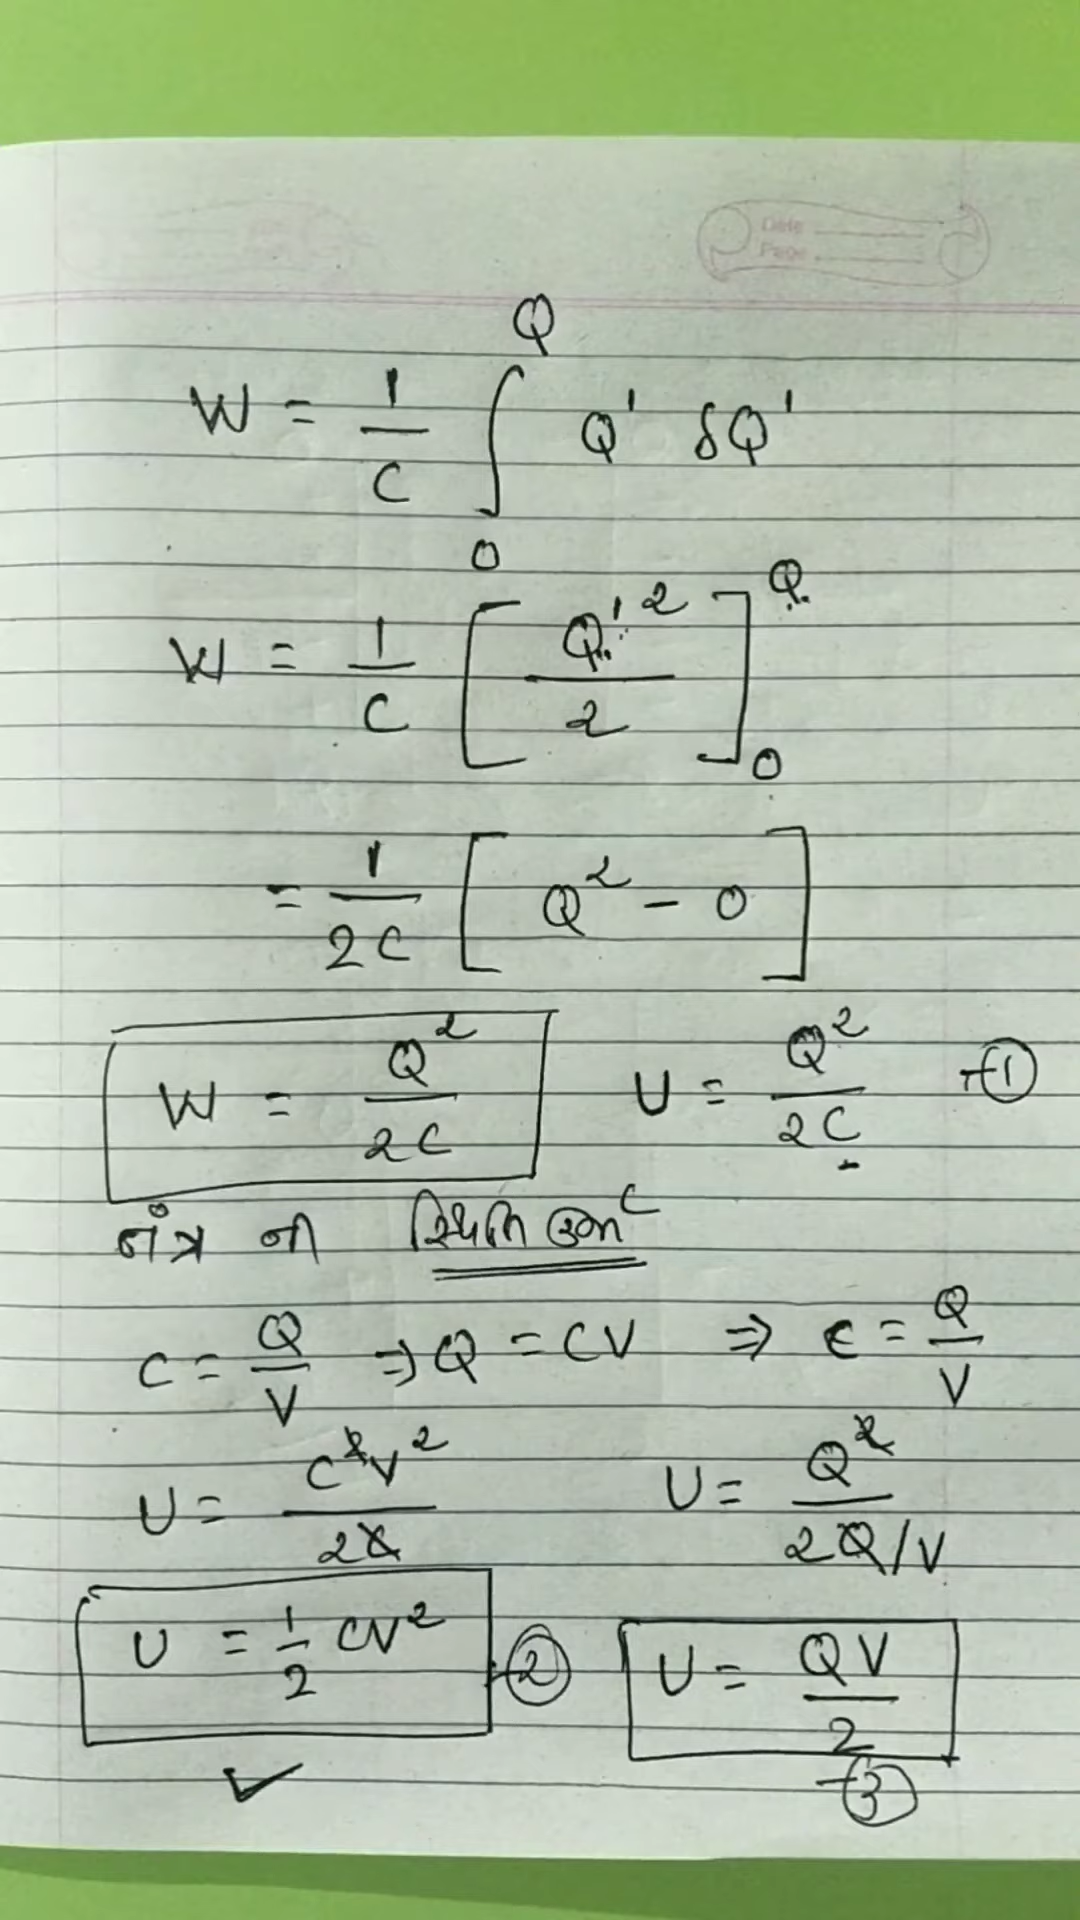 Date
Page
W = 1/C ∫₀^Q Q' δQ'
W = 1/C [Q'²/2]₀^Q
= 1/2C [Q² - 0]
W = Q²/2C U = Q²/2C -①
તંત્ર ની સ્થિતિ ઉર્જા
C = Q/V ⇒ Q = CV ⇒ C = Q/V
U = C²V²/2C U = Q²/2Q/V
U = 1/2 CV² -② U = QV/2
-③